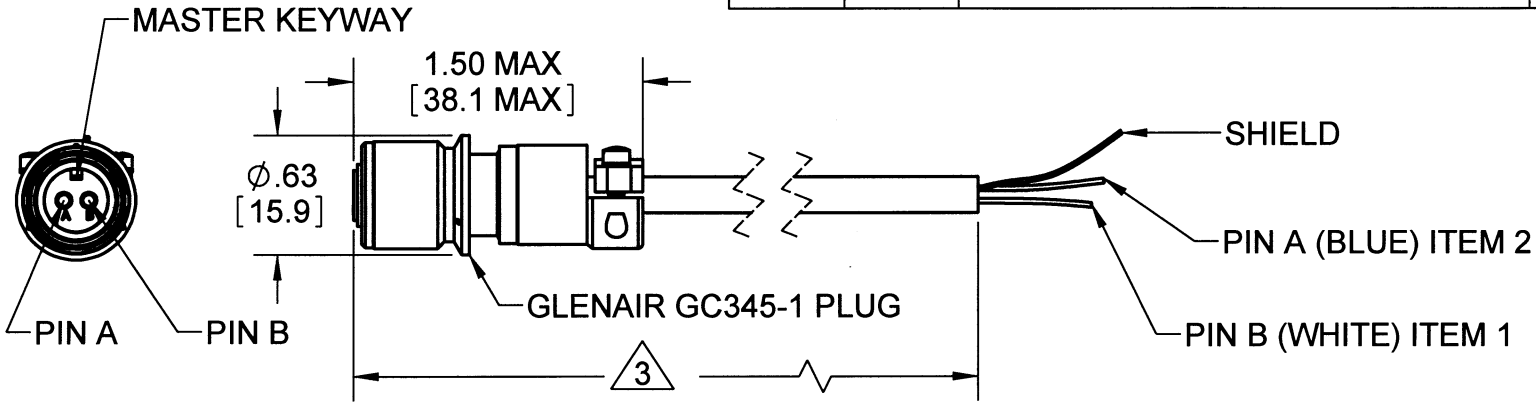 MASTER KEYWAY
1.50 MAX
[38.1 MAX]
SHIELD
Ø.63
[15.9]
A B
PIN A (BLUE) ITEM 2
GLENAIR GC345-1 PLUG
PIN A
PIN B
PIN B (WHITE) ITEM 1
3